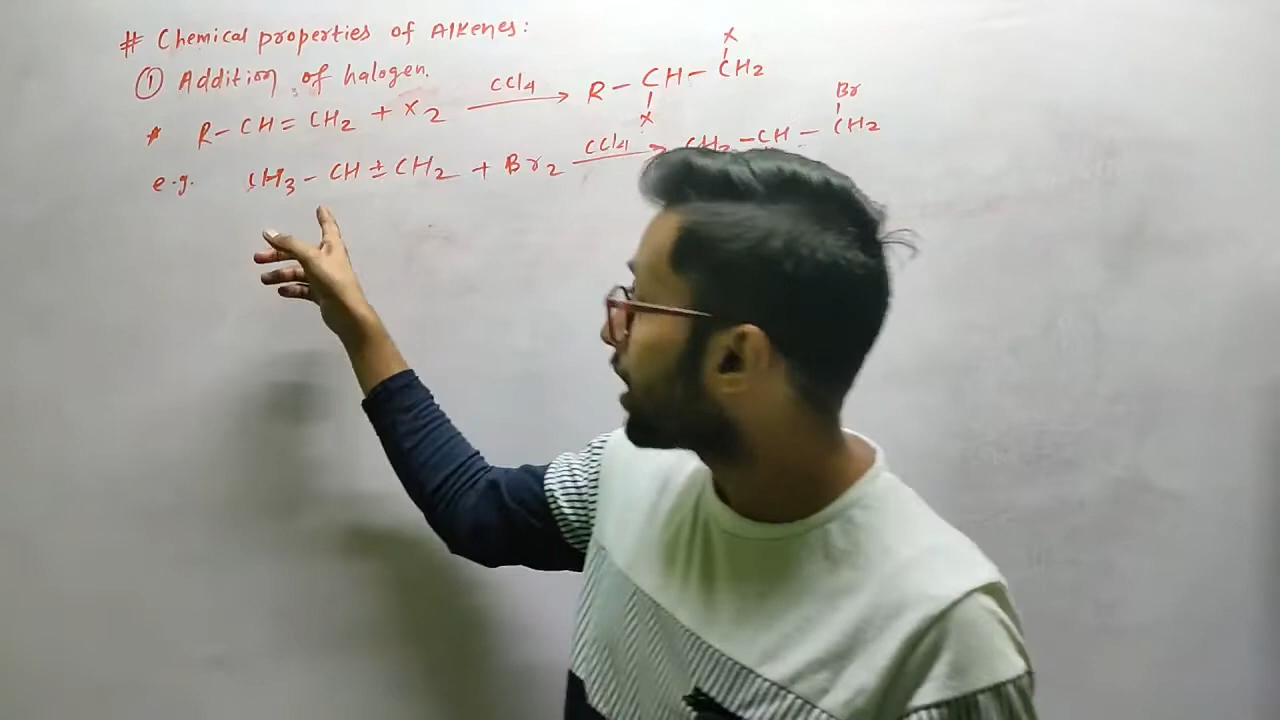 # Chemical properties of Alkenes:
① Addition of halogen.
* R-CH=CH2 + X2 CCl4→ R-CH-CH2
X
X
e.g. CH3-CH=CH2 + Br2 CCl4→ -CH-CH2
Br